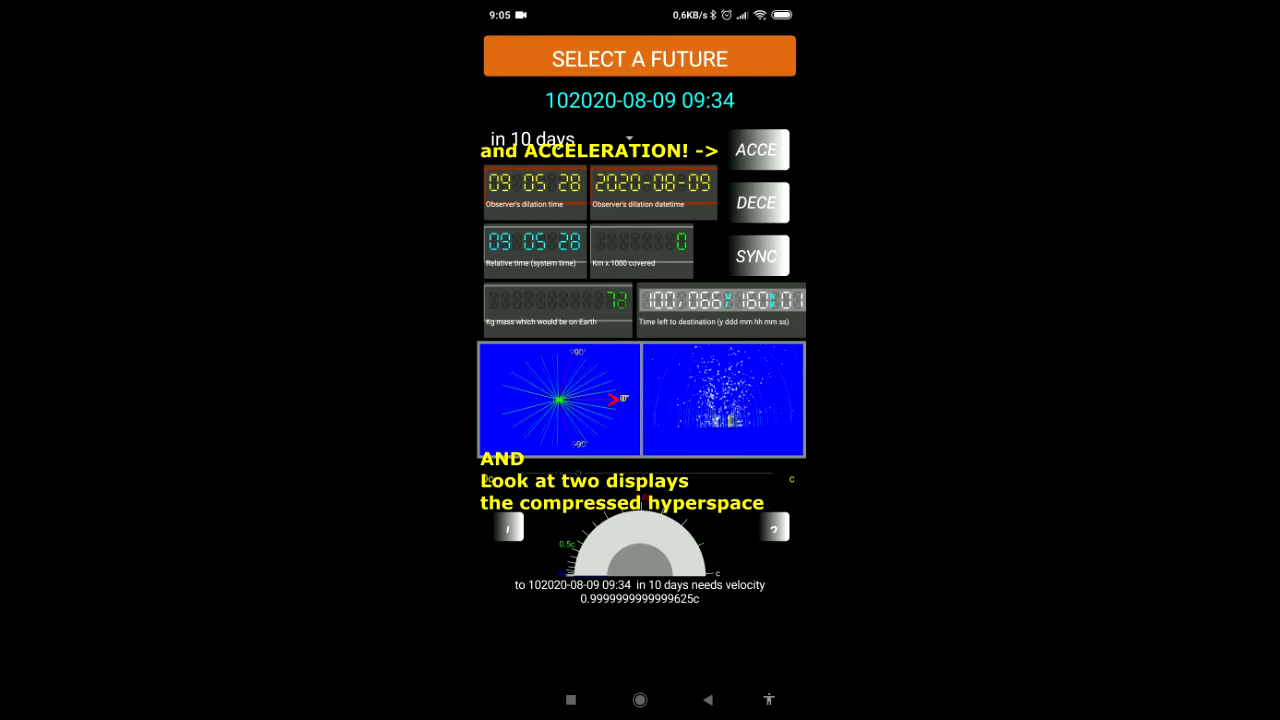 9:05 0,6KB/s
SELECT A FUTURE
102020-08-09 09:34
in 10 days
and ACCELERATION! -> ACCE
09 05 28 2020-08-09
Observer's dilation time Observer's dilation datetime
DECE
09 05 28 0
Relative time (system time) Km x 1000 covered
SYNC
72
Kg mass which would be on Earth Time left to destination (y ddd mm hh mm ss)
90°
-90°
AND
Look at two displays
c
the compressed hyperspace
0.5c
c
to 102020-08-09 09:34 in 10 days needs velocity
0.9999999999999625c